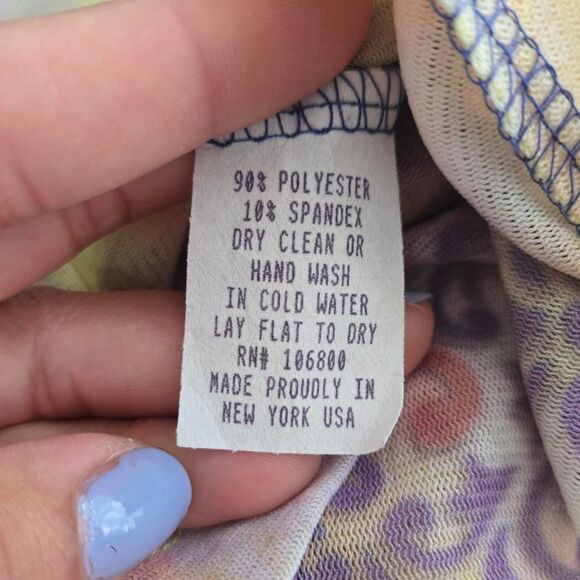 90% POLYESTER
10% SPANDEX
DRY CLEAN OR
HAND WASH
IN COLD WATER
LAY FLAT TO DRY
RN# 106800
MADE PROUDLY IN
NEW YORK USA